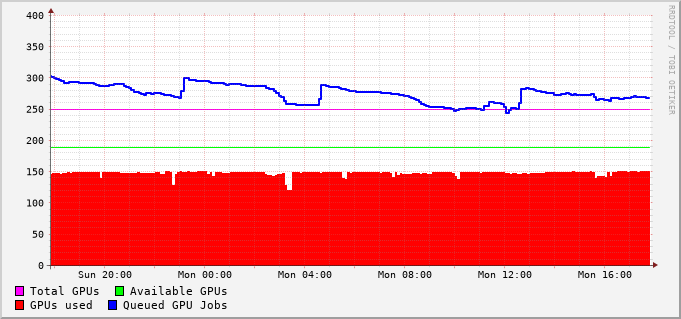 RRDTOOL / TOBI OETIKER
400
350
300
250
200
150
100
50
0
Sun 20:00 Mon 00:00 Mon 04:00 Mon 08:00 Mon 12:00 Mon 16:00
Total GPUs Available GPUs
GPUs used Queued GPU Jobs